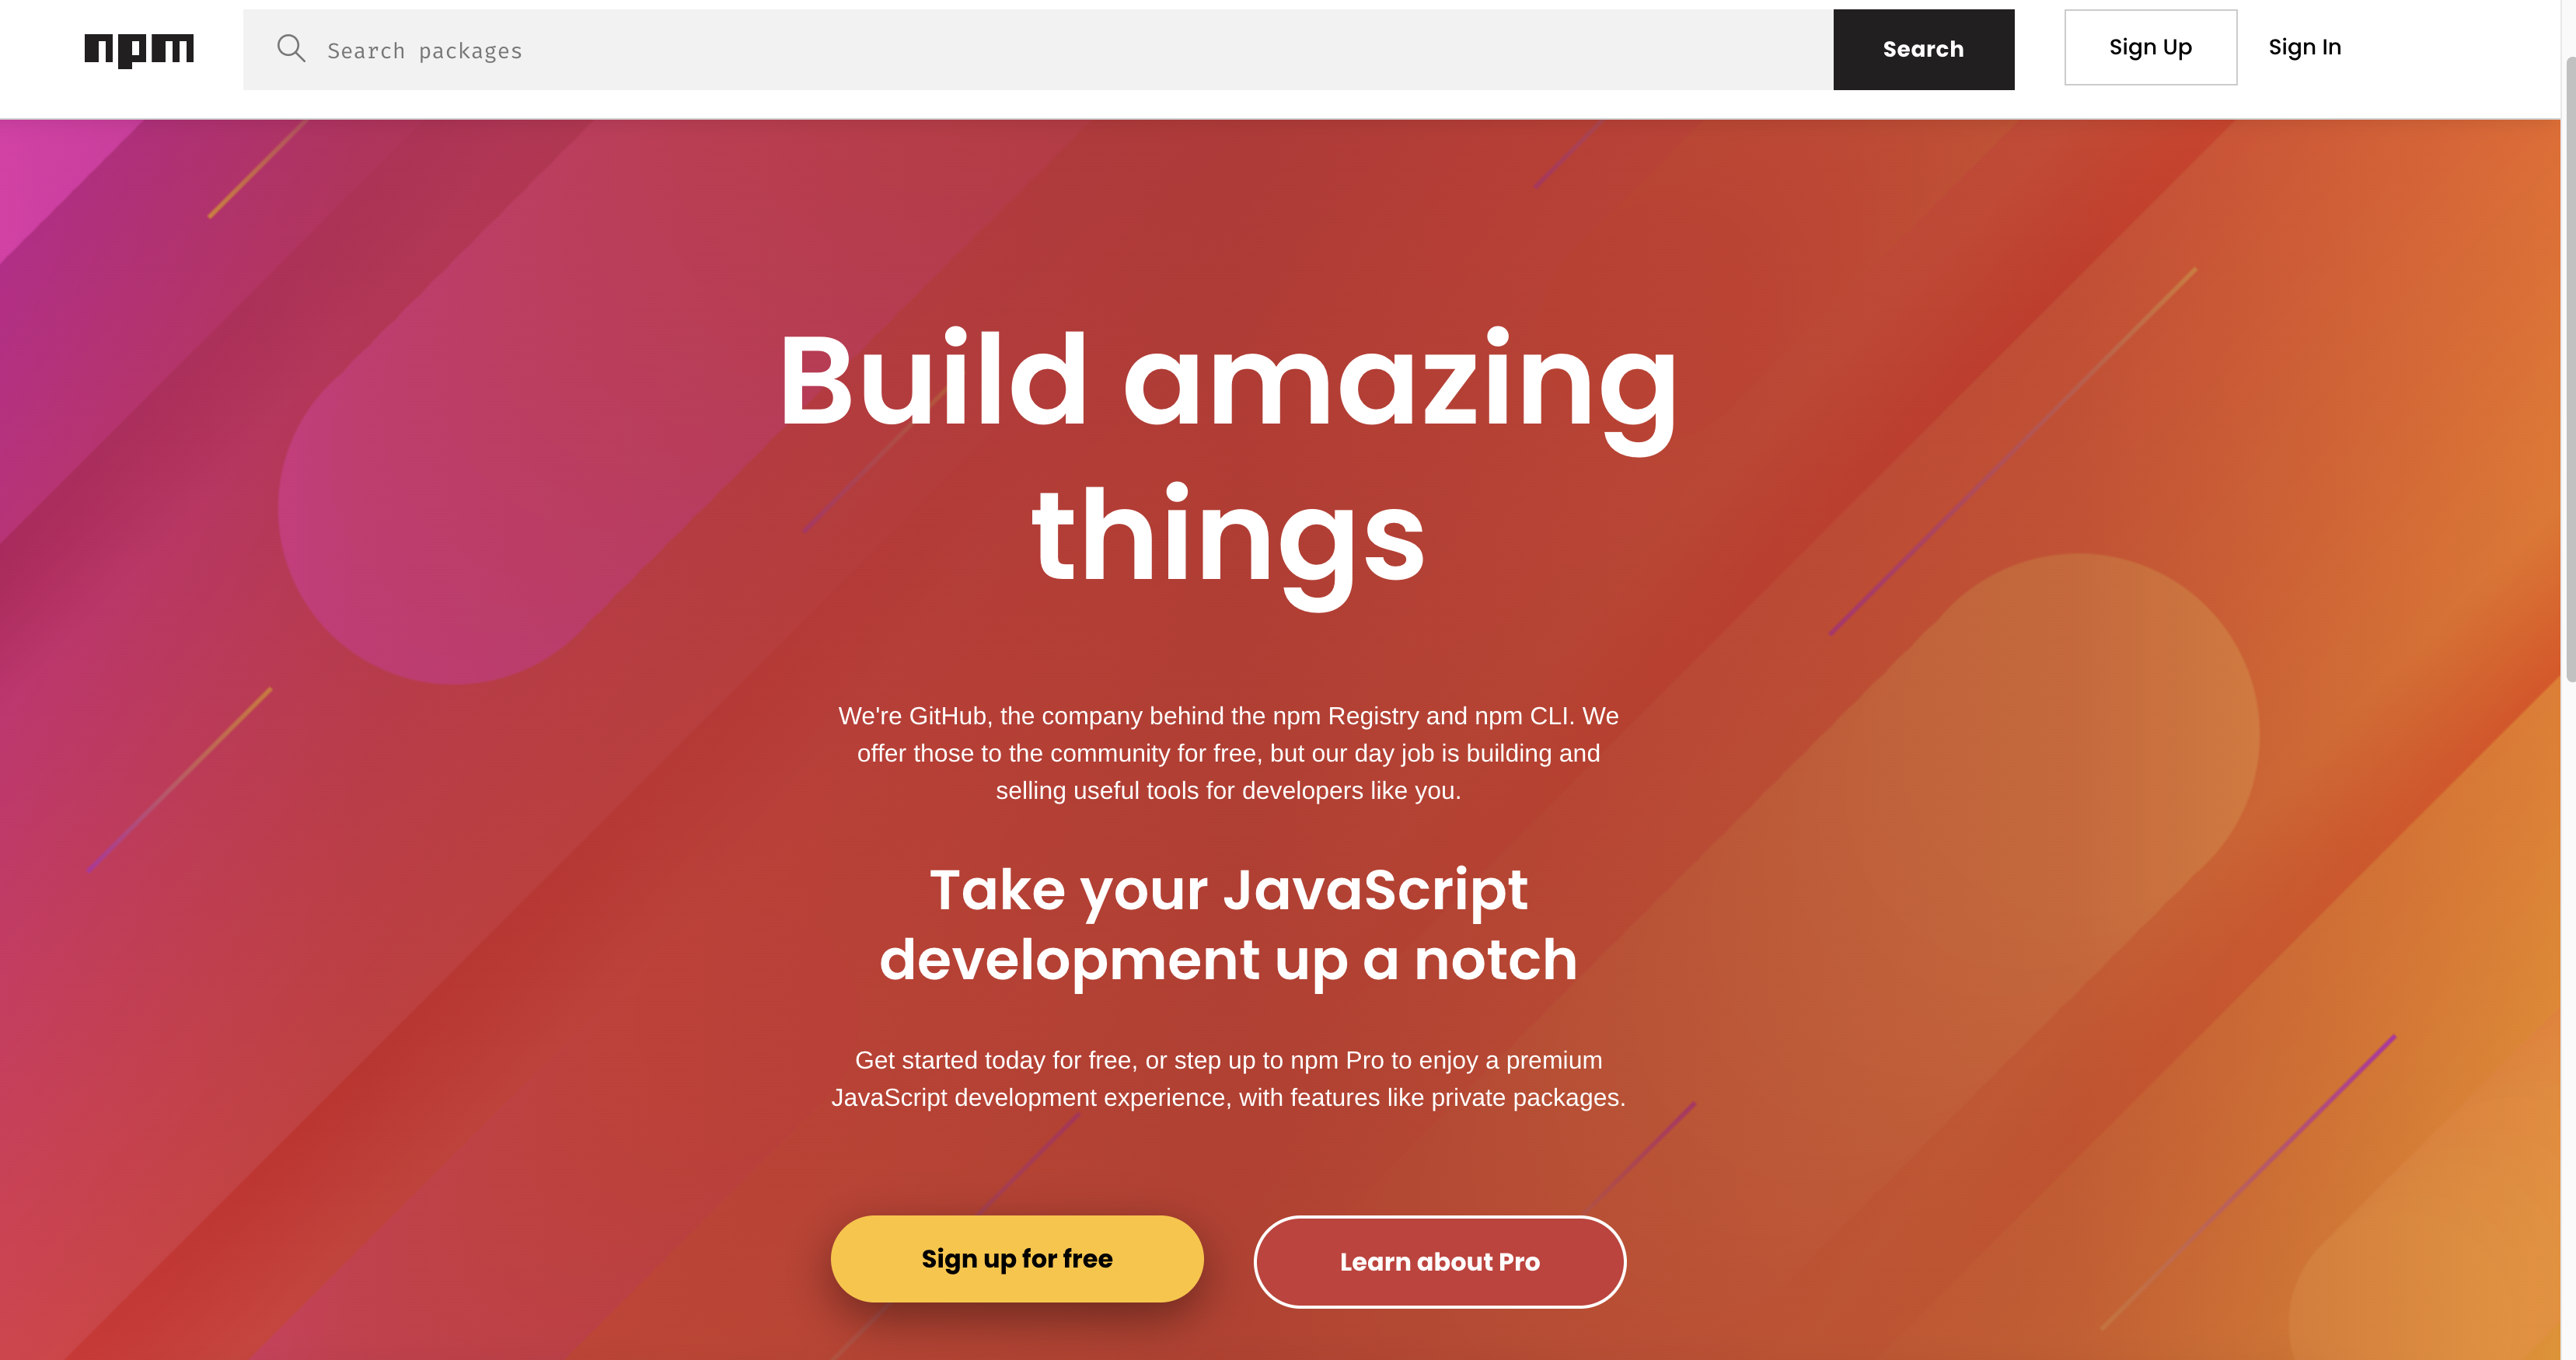 npm
Search packages
Search
Sign Up
Sign In
Build amazing
things
We're GitHub, the company behind the npm Registry and npm CLI. We
offer those to the community for free, but our day job is building and
selling useful tools for developers like you.
Take your JavaScript
development up a notch
Get started today for free, or step up to npm Pro to enjoy a premium
JavaScript development experience, with features like private packages.
Sign up for free
Learn about Pro